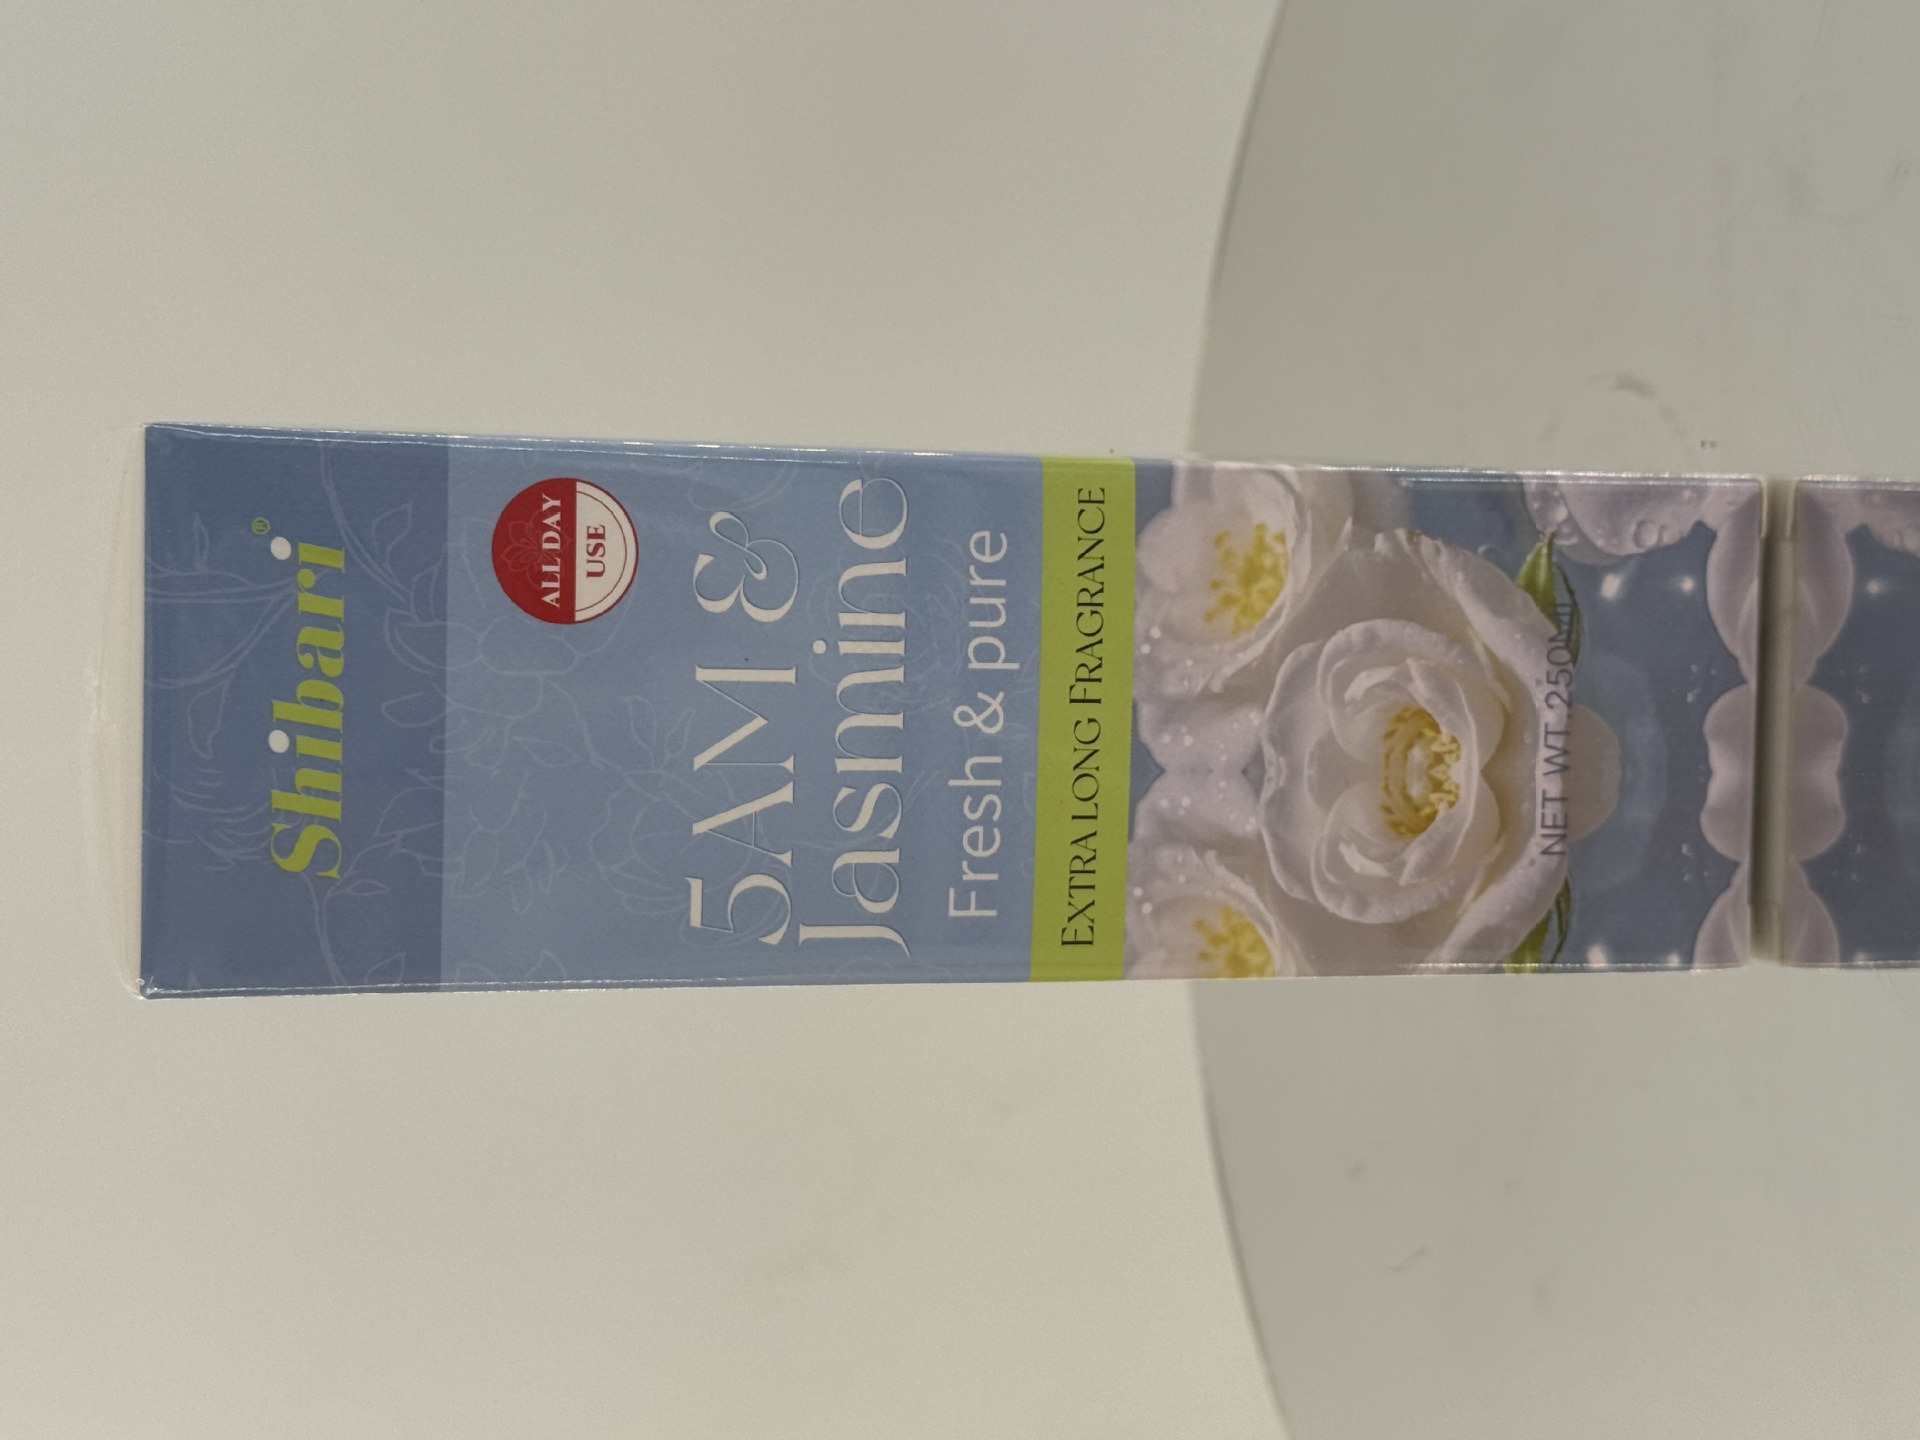 Shibari®
ALL DAY
USE
5AM &
Jasmine
Fresh & pure
EXTRA LONG FRAGRANCE
NET WT.250ML